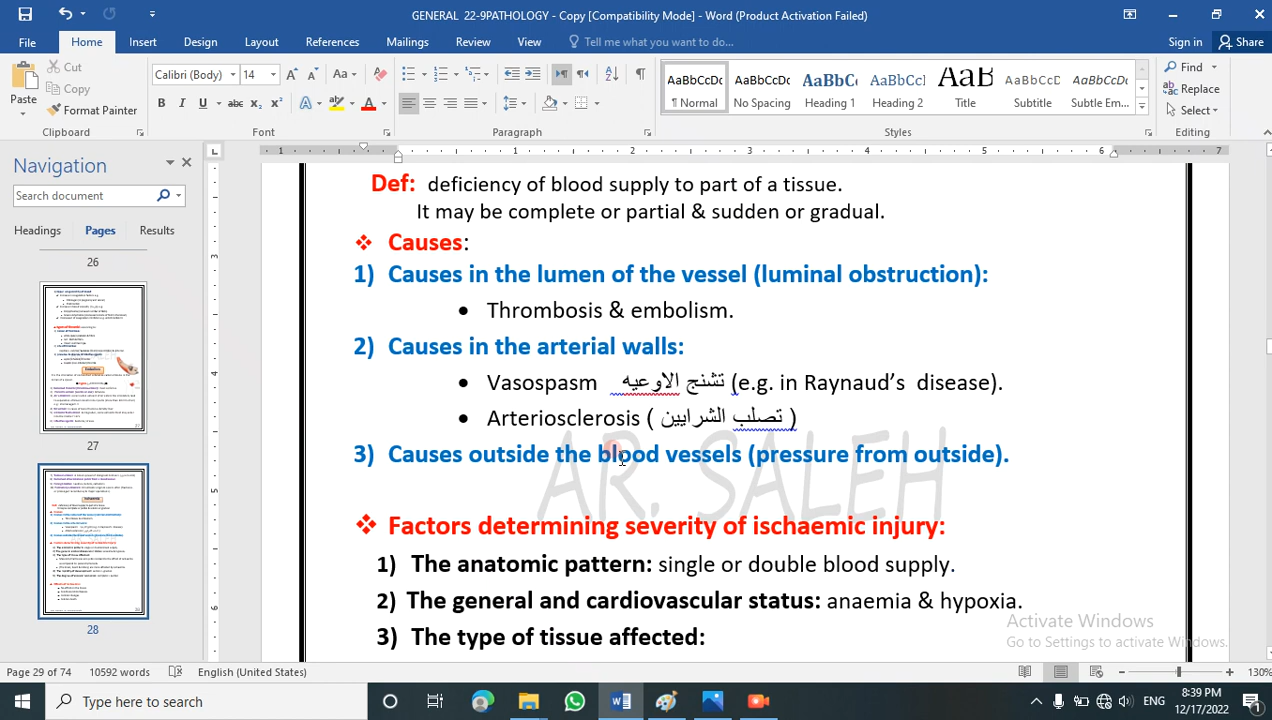 GENERAL 22-9PATHOLOGY - Copy [Compatibility Mode] - Word (Product Activation Failed)
File Home Insert Design Layout References Mailings Review View Tell me what you want to do... Sign in Share
Paste Cut Copy Format Painter
Calibri (Body) 14
AaBbCcDc AaBbCcDc AaBbC AaBbCc AaB AaBbCcD AaBbCcDc
¶ Normal No Spacing Heading 1 Heading 2 Title Subtitle Subtle Em...
Find Replace Select
Clipboard Font Paragraph Styles Editing
Navigation
Search document
Headings Pages Results
26
27
28
Def: deficiency of blood supply to part of a tissue.
It may be complete or partial & sudden or gradual.
❖ Causes:
1) Causes in the lumen of the vessel (luminal obstruction):
• Thrombosis & embolism.
2) Causes in the arterial walls:
• Vasospasm تشنج الاوعيه (e.g. in Raynaud’s disease).
• Arteriosclerosis ( تصلب الشرايين )
3) Causes outside the blood vessels (pressure from outside).
AR. SALEH
❖ Factors determining severity of ischaemic injury:
1) The anatomic pattern: single or double blood supply.
2) The general and cardiovascular status: anaemia & hypoxia.
3) The type of tissue affected:
Activate Windows
Go to Settings to activate Windows.
Page 29 of 74 10592 words English (United States) 130%
Type here to search
ENG
8:39 PM
12/17/2022